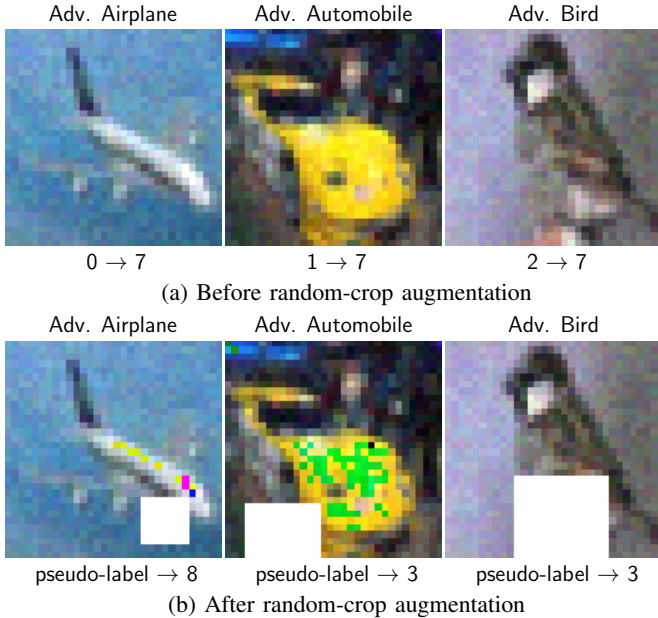 Adv. Airplane Adv. Automobile Adv. Bird
0 → 7 1 → 7 2 → 7
(a) Before random-crop augmentation
Adv. Airplane Adv. Automobile Adv. Bird
pseudo-label → 8 pseudo-label → 3 pseudo-label → 3
(b) After random-crop augmentation